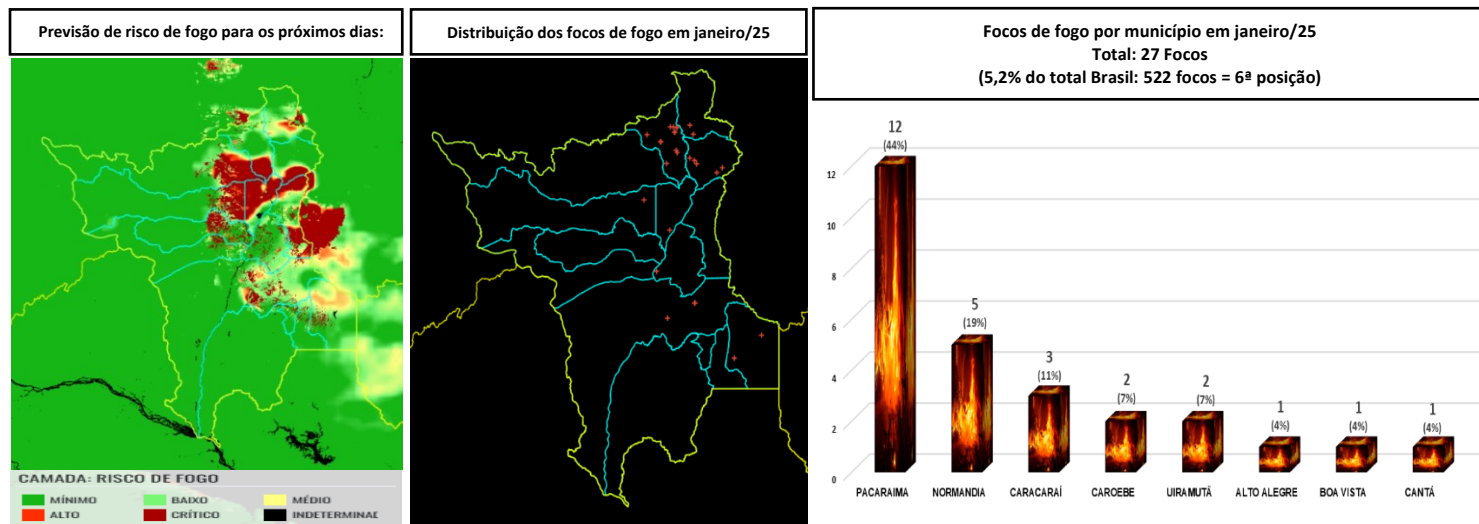 Previsão de risco de fogo para os próximos dias:
CAMADA: RISCO DE FOGO
MÍNIMO BAIXO MÉDIO
ALTO CRÍTICO INDETERMINAD
Distribuição dos focos de fogo em janeiro/25
Focos de fogo por município em janeiro/25
Total: 27 Focos
(5,2% do total Brasil: 522 focos = 6ª posição)
12
10
8
6
4
2
0
12
(44%)
5
(19%)
3
(11%)
2
(7%)
2
(7%)
1
(4%)
1
(4%)
1
(4%)
PACARAIMA NORMANDIA CARACARAÍ CAROEBE UIRAMUTÃ ALTO ALEGRE BOA VISTA CANTÁ